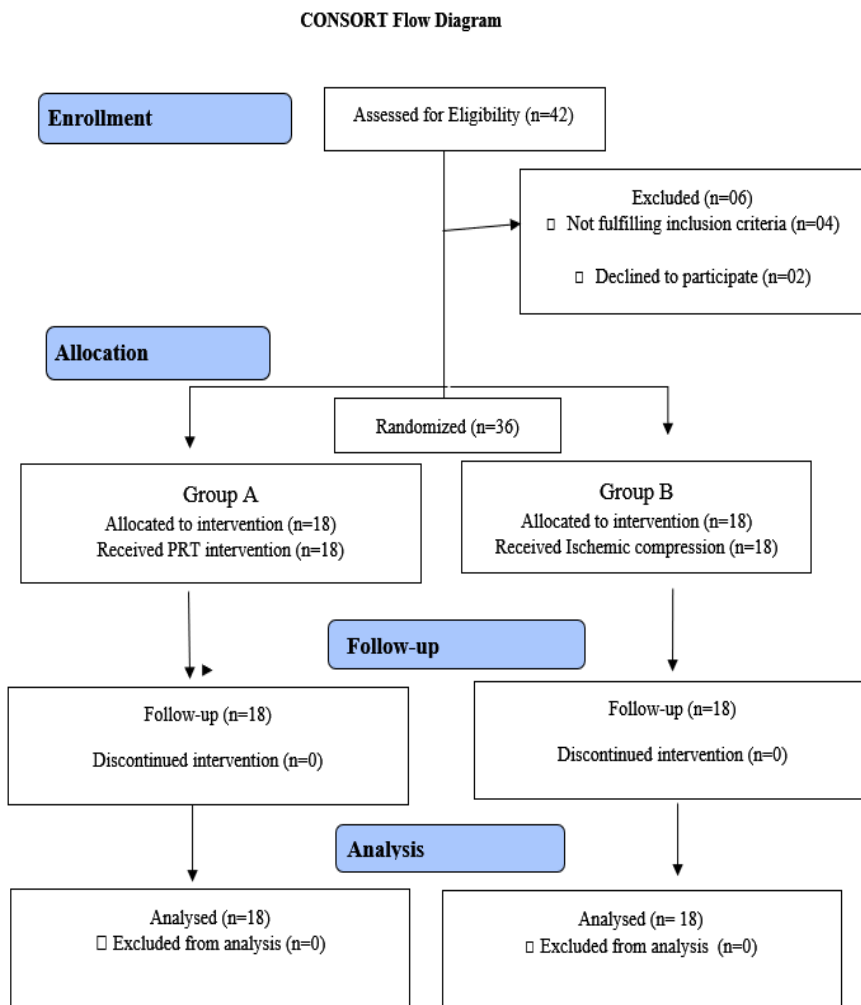 CONSORT Flow Diagram
Enrollment
Assessed for Eligibility (n=42)
Excluded (n=06)
▯ Not fulfilling inclusion criteria (n=04)
▯ Declined to participate (n=02)
Allocation
Randomized (n=36)
Group A
Allocated to intervention (n=18)
Received PRT intervention (n=18)
Group B
Allocated to intervention (n=18)
Received Ischemic compression (n=18)
Follow-up
Follow-up (n=18)
Discontinued intervention (n=0)
Follow-up (n=18)
Discontinued intervention (n=0)
Analysis
Analysed (n=18)
▯ Excluded from analysis (n=0)
Analysed (n= 18)
▯ Excluded from analysis  (n=0)